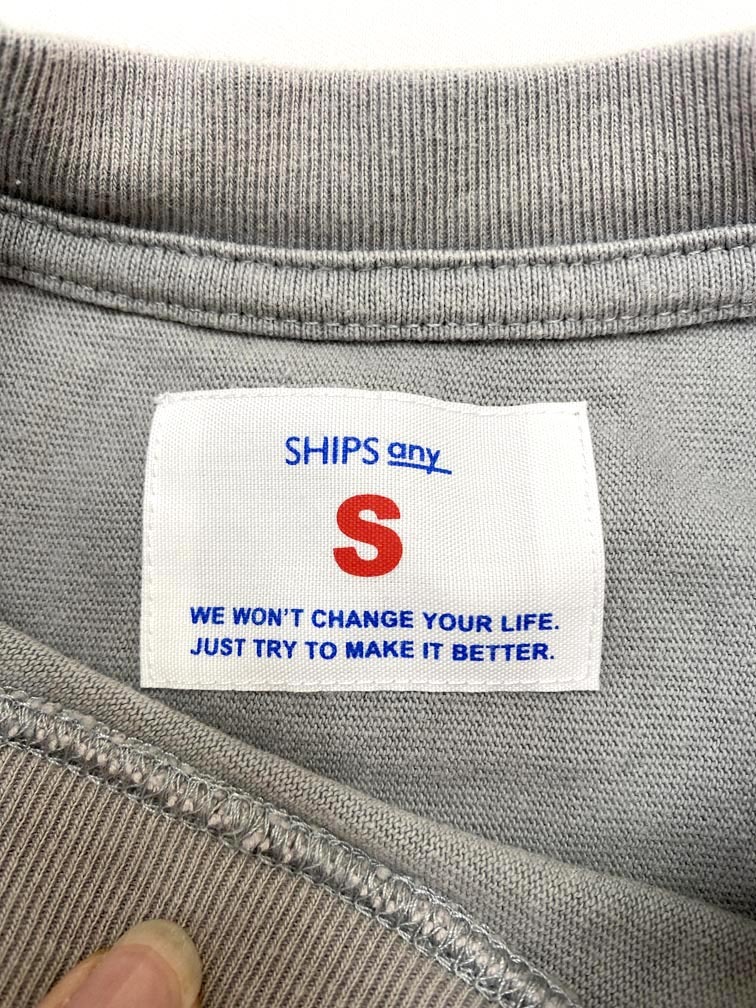 SHIPS any
S
WE WON'T CHANGE YOUR LIFE.
JUST TRY TO MAKE IT BETTER.